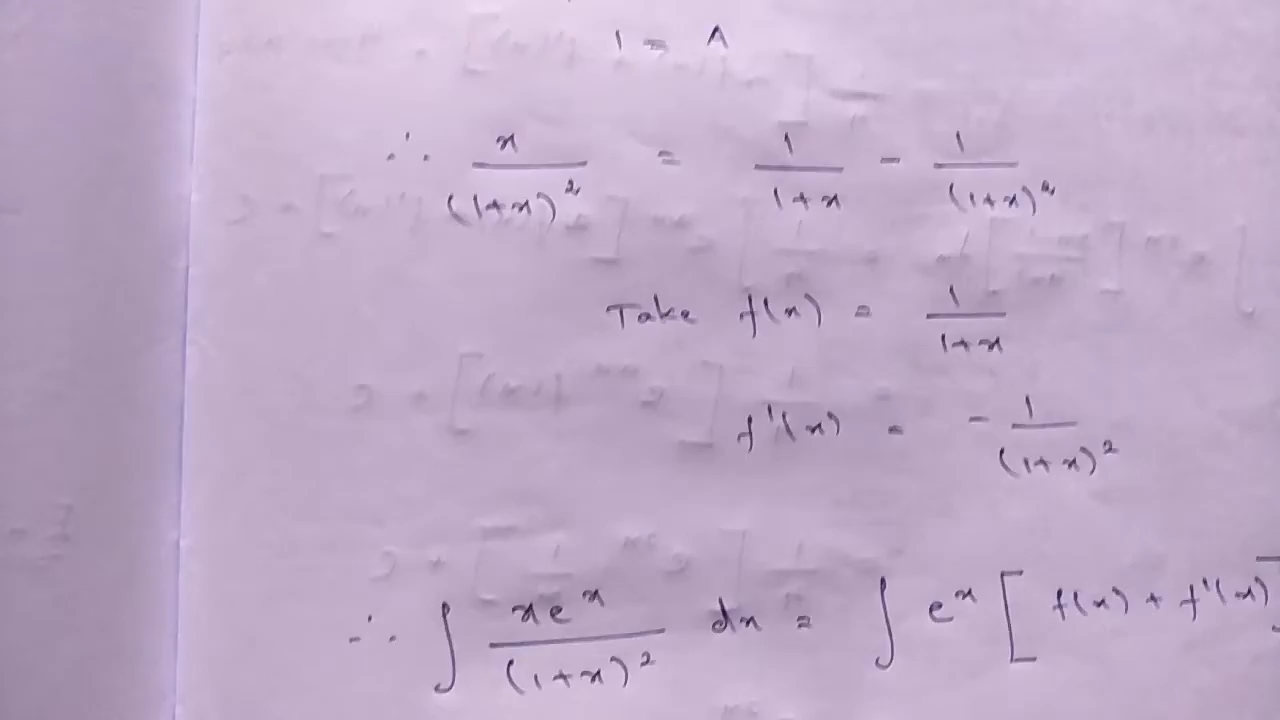 1 = A
∴ x/(1+x)² = 1/(1+x) - 1/(1+x)²
Take f(x) = 1/(1+x)
f'(x) = -1/(1+x)²
∴ ∫ xeˣ/(1+x)² dx = ∫ eˣ [f(x) + f'(x)]